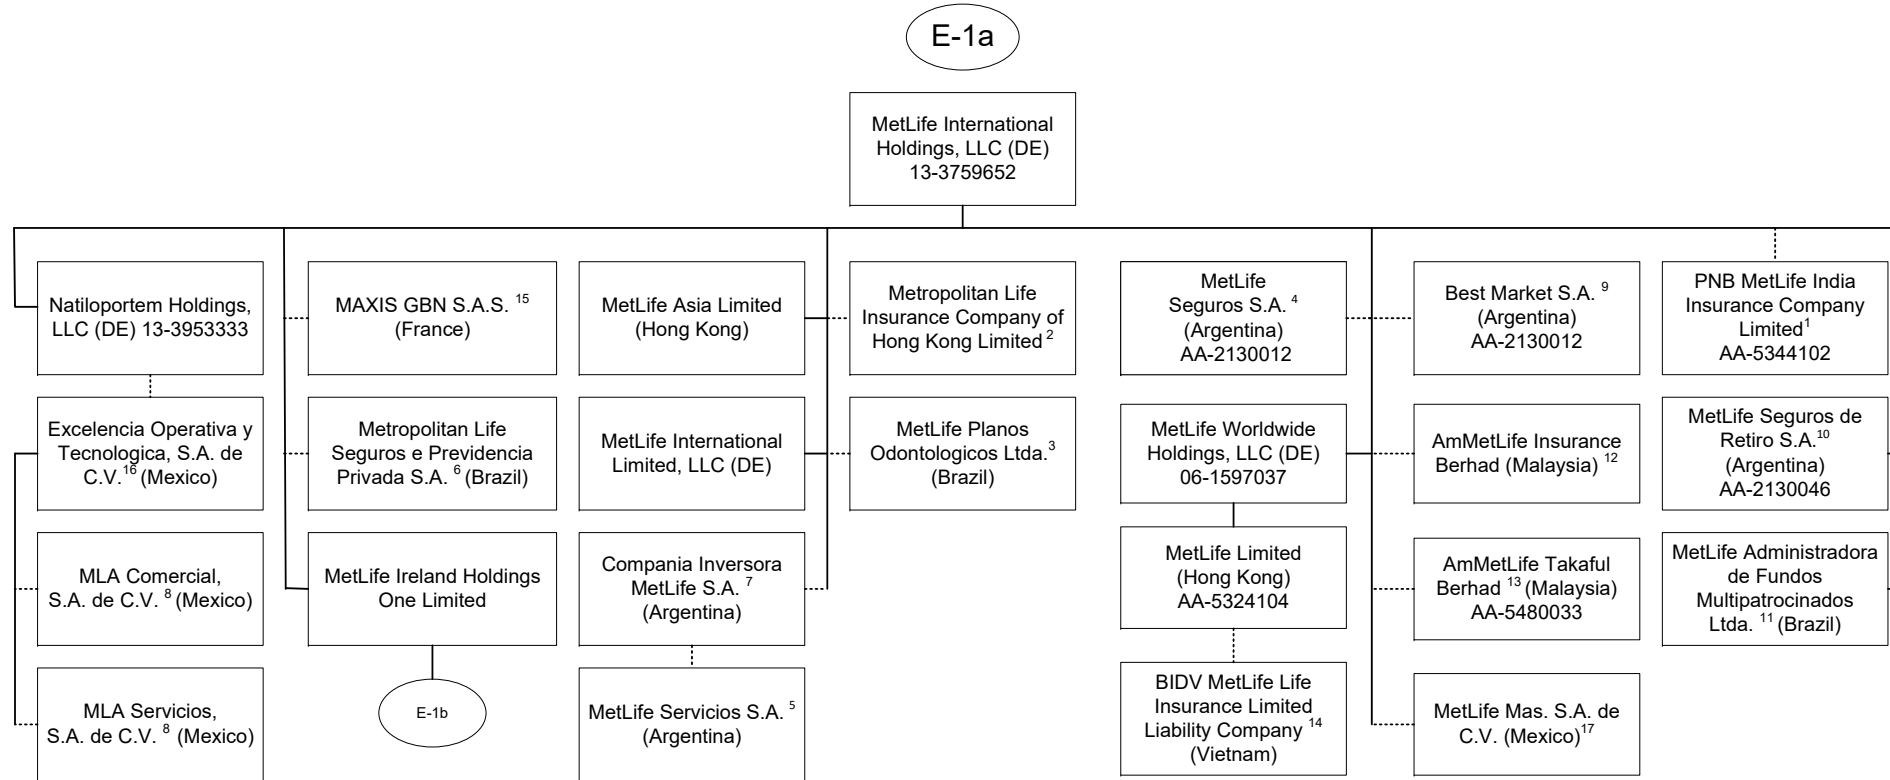 E-1a
MetLife International
Holdings, LLC (DE)
13-3759652
Natiloportem Holdings,
LLC (DE) 13-3953333
MAXIS GBN S.A.S. 15
(France)
MetLife Asia Limited
(Hong Kong)
Metropolitan Life
Insurance Company of
Hong Kong Limited 2
MetLife
Seguros S.A. 4
(Argentina)
AA-2130012
Best Market S.A. 9
(Argentina)
AA-2130012
PNB MetLife India
Insurance Company
Limited1
AA-5344102
Excelencia Operativa y
Tecnologica, S.A. de
C.V.16 (Mexico)
Metropolitan Life
Seguros e Previdencia
Privada S.A. 6 (Brazil)
MetLife International
Limited, LLC (DE)
MetLife Planos
Odontologicos Ltda.3
(Brazil)
MetLife Worldwide
Holdings, LLC (DE)
06-1597037
AmMetLife Insurance
Berhad (Malaysia) 12
MetLife Seguros de
Retiro S.A.10
(Argentina)
AA-2130046
MLA Comercial,
S.A. de C.V. 8 (Mexico)
MetLife Ireland Holdings
One Limited
Compania Inversora
MetLife S.A. 7
(Argentina)
MetLife Limited
(Hong Kong)
AA-5324104
AmMetLife Takaful
Berhad 13 (Malaysia)
AA-5480033
MetLife Administradora
de Fundos
Multipatrocinados
Ltda. 11 (Brazil)
MLA Servicios,
S.A. de C.V. 8 (Mexico)
E-1b
MetLife Servicios S.A. 5
(Argentina)
BIDV MetLife Life
Insurance Limited
Liability Company 14
(Vietnam)
MetLife Mas. S.A. de
C.V. (Mexico)17